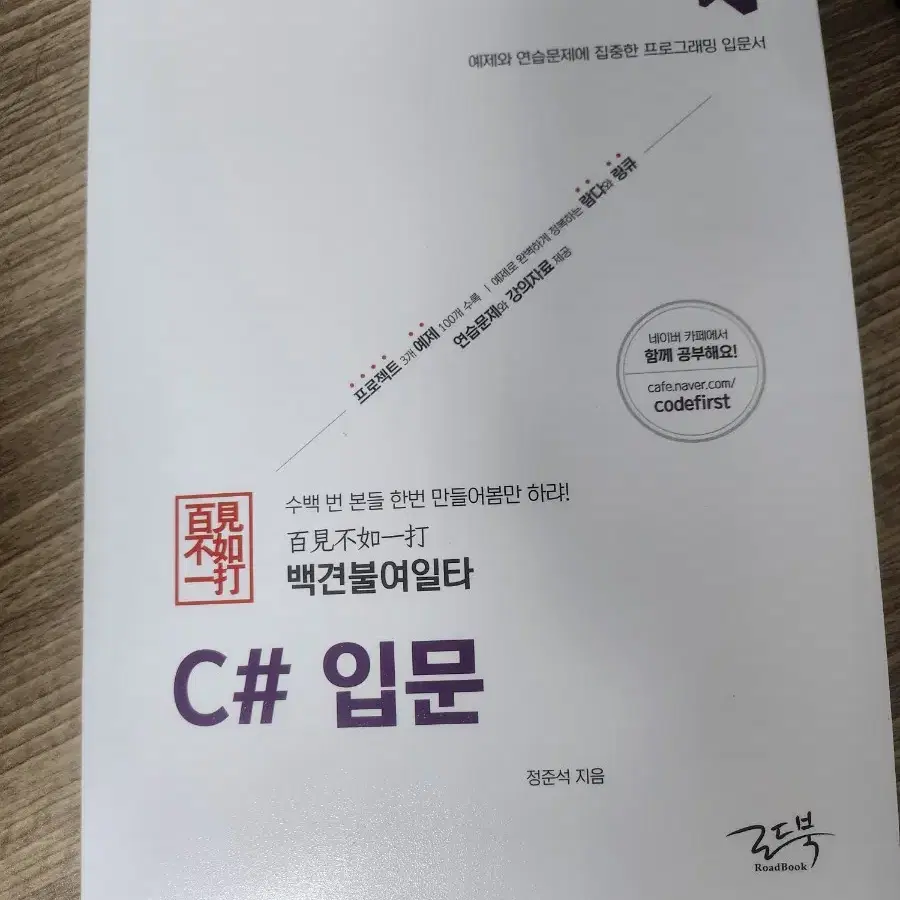 예제와 연습문제에 집중한 프로그래밍 입문서
프로젝트 3개 예제 100개 수록 | 예제로 완벽하게 정복하는 람다와 링큐
연습문제와 강의자료 제공
네이버 카페에서
함께 공부해요!
cafe.naver.com/
codefirst
百見
不如
一打
수백 번 본들 한번 만들어봄만 하랴!
百見不如一打
백견불여일타
C# 입문
정준석 지음
로드북
RoadBook